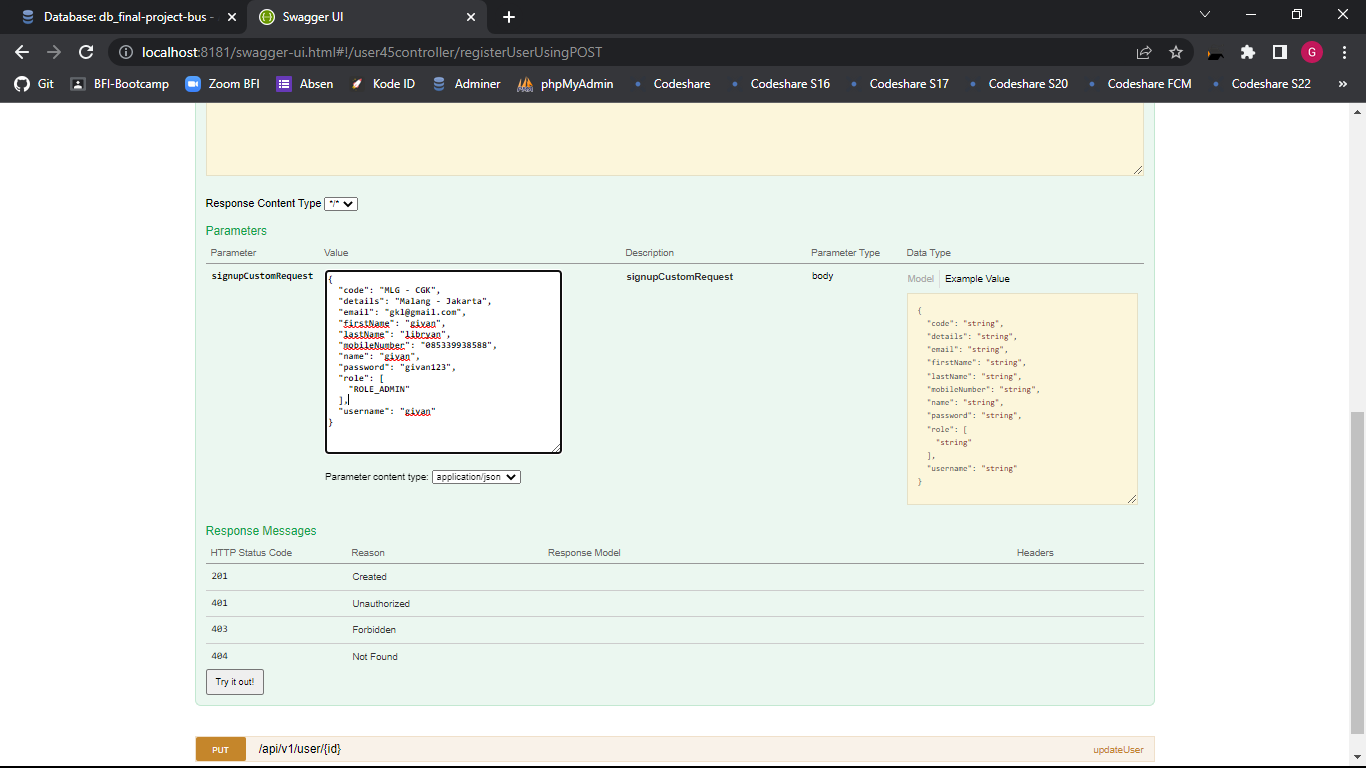 Database: db_final-project-bus -
Swagger UI
localhost:8181/swagger-ui.html#!/user45controller/registerUserUsingPOST
G
Git BFI-Bootcamp Zoom BFI Absen Kode ID Adminer phpMyAdmin Codeshare Codeshare S16 Codeshare S17 Codeshare S20 Codeshare FCM Codeshare S22 »
Response Content Type */*
Parameters
Parameter Value Description Parameter Type Data Type
signupCustomRequest
{
"code": "MLG - CGK",
"details": "Malang - Jakarta",
"email": "gkl@gmail.com",
"firstName": "givan",
"lastName": "libryan",
"mobileNumber": "085339938588",
"name": "givan",
"password": "givan123",
"role": [
"ROLE_ADMIN"
],
"username": "givan"
}
Parameter content type: application/json
signupCustomRequest
body
Model Example Value
{
"code": "string",
"details": "string",
"email": "string",
"firstName": "string",
"lastName": "string",
"mobileNumber": "string",
"name": "string",
"password": "string",
"role": [
"string"
],
"username": "string"
}
Response Messages
HTTP Status Code Reason Response Model Headers
201 Created
401 Unauthorized
403 Forbidden
404 Not Found
Try it out!
PUT /api/v1/user/{id} updateUser